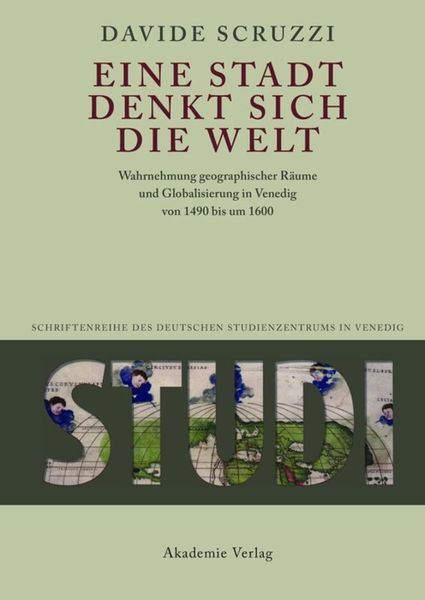 DAVIDE SCRUZZI
EINE STADT
DENKT SICH
DIE WELT
Wahrnehmung geographischer Räume
und Globalisierung in Venedig
von 1490 bis um 1600
SCHRIFTENREIHE DES DEUTSCHEN STUDIENZENTRUMS IN VENEDIG
STUDI
Akademie Verlag